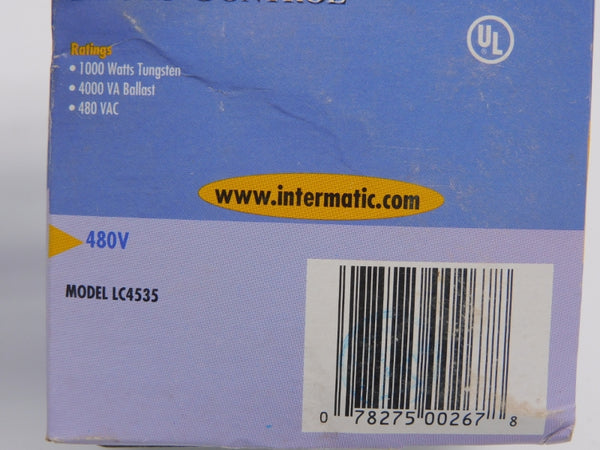 CONTROL
Ratings
• 1000 Watts Tungsten
• 4000 VA Ballast
• 480 VAC
UL
www.intermatic.com
480V
MODEL LC4535
0 78275 00267 8